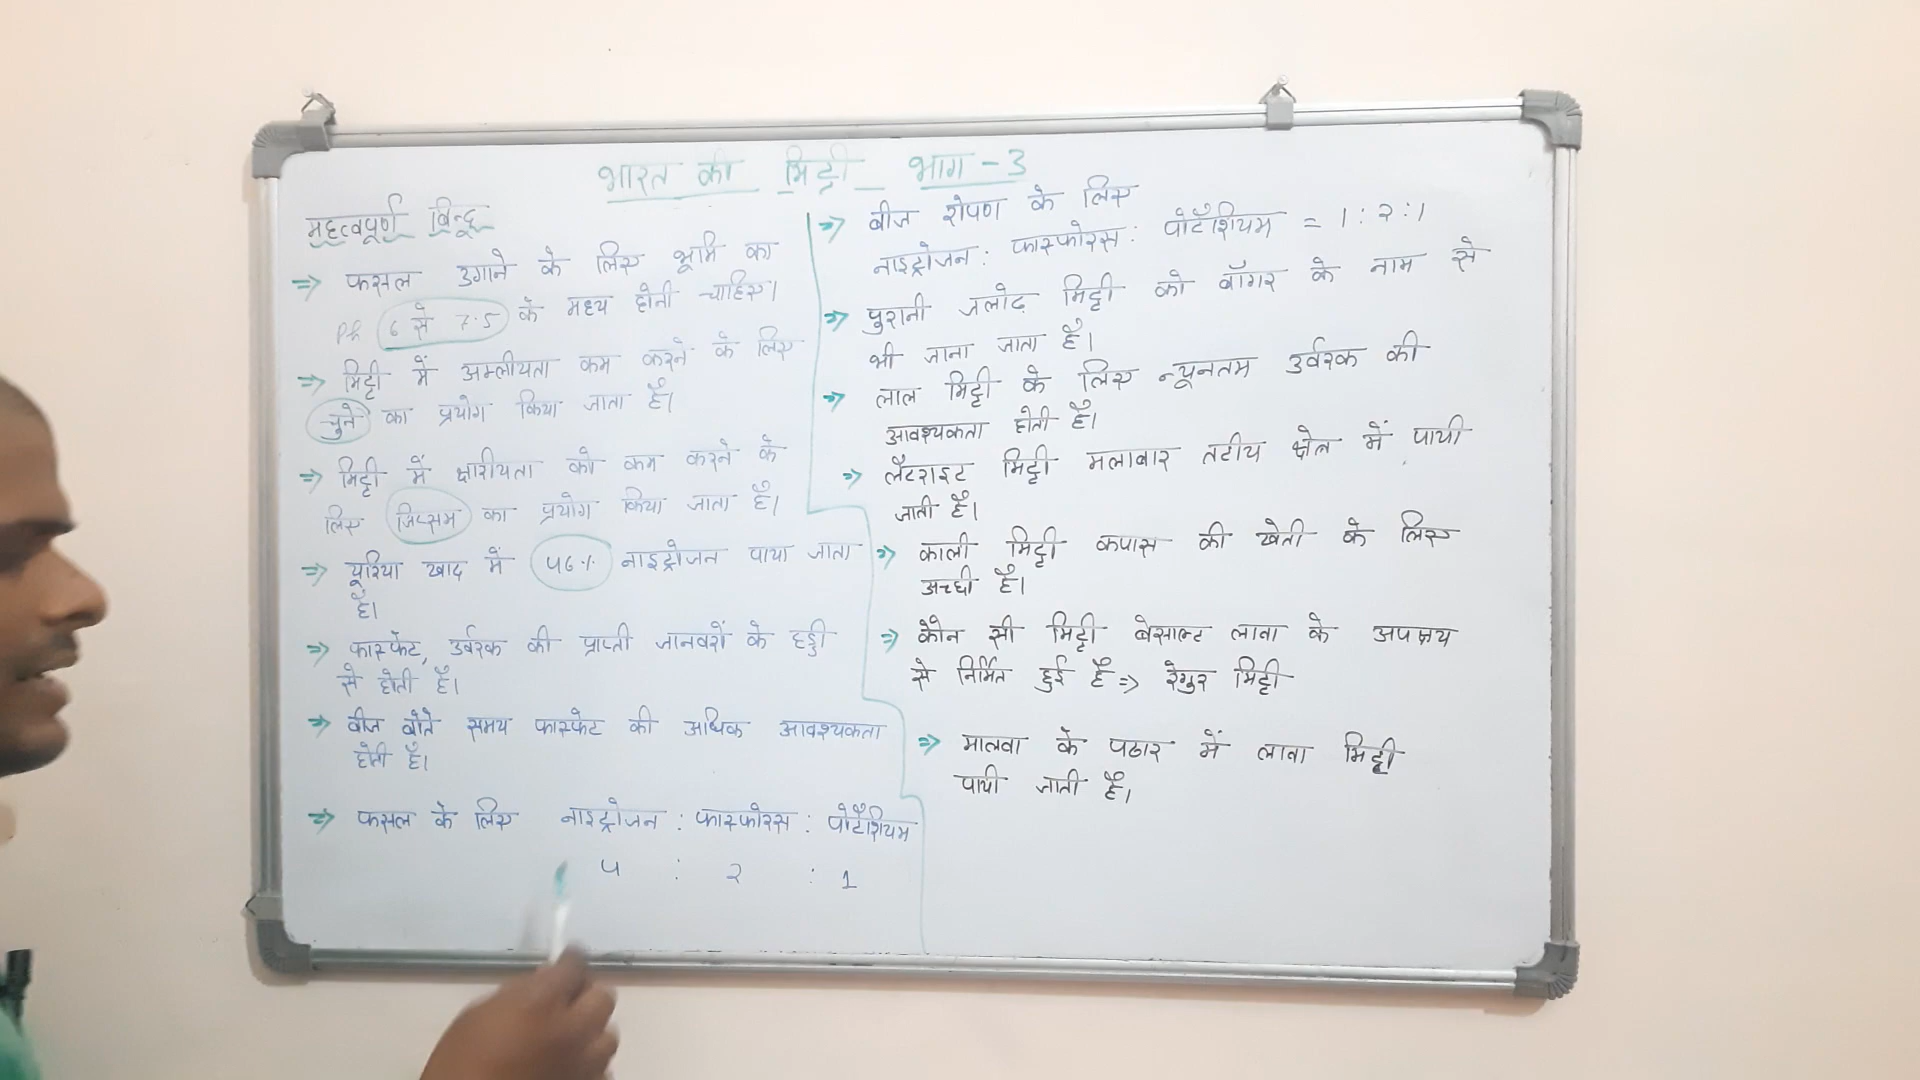 भारत की मिट्टी भाग - 3
महत्वपूर्ण बिन्दू
⇒ फसल उगाने के लिए भूमि का
PH 6 से 7.5 के मध्य होनी चाहिए।
⇒ मिट्टी में अम्लीयता कम करने के लिए
चुने का प्रयोग किया जाता है।
⇒ मिट्टी में क्षारीयता को कम करने के
लिए जिप्सम का प्रयोग किया जाता है।
⇒ यूरिया खाद में 46% नाइट्रोजन पाया जाता
है।
⇒ फास्फेट, उर्वरक की प्राप्ती जानवरों के हड्डी
से होती है।
⇒ बीज बोते समय फास्फेट की अधिक आवश्यकता
होती है।
⇒ फसल के लिए नाइट्रोजन : फास्फोरस : पोटैशियम
4 : 2 : 1
⇒ बीज रोपण के लिए
नाइट्रोजन : फास्फोरस : पोटैशियम = 1 : 2 : 1
⇒ पुरानी जलोढ़ मिट्टी को बॉगर के नाम से
भी जाना जाता है।
⇒ लाल मिट्टी के लिए न्यूनतम उर्वरक की
आवश्यकता होती है।
⇒ लैटराइट मिट्टी मलाबार तटीय क्षेत्र में पायी
जाती है।
⇒ काली मिट्टी कपास की खेती के लिए
अच्छी है।
⇒ कौन सी मिट्टी बेसाल्ट लावा के अपक्षय
से निर्मित हुई है ⇒ रेगुर मिट्टी
⇒ मालवा के पठार में लावा मिट्टी
पायी जाती है।